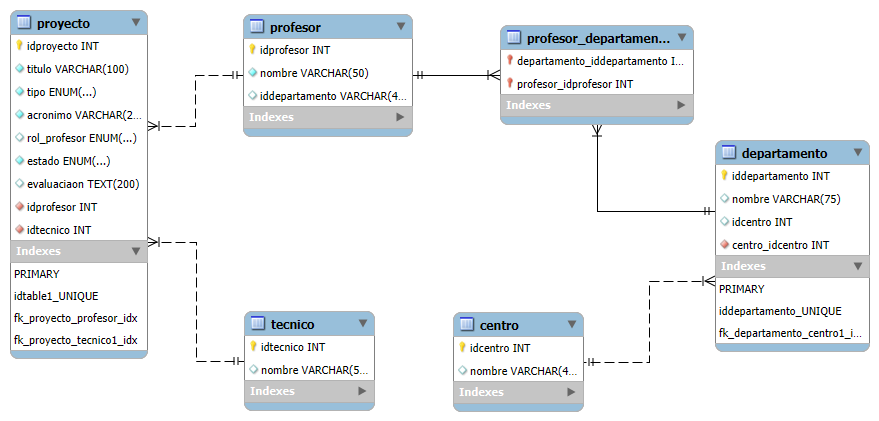 proyecto
idproyecto INT
titulo VARCHAR(100)
tipo ENUM(...)
acronimo VARCHAR(2...
rol_profesor ENUM(...)
estado ENUM(...)
evaluaciaon TEXT(200)
idprofesor INT
idtecnico INT
Indexes
PRIMARY
idtable1_UNIQUE
fk_proyecto_profesor_idx
fk_proyecto_tecnico1_idx
profesor
idprofesor INT
nombre VARCHAR(50)
iddepartamento VARCHAR(4...
Indexes
profesor_departamen...
departamento_iddepartamento I...
profesor_idprofesor INT
Indexes
departamento
iddepartamento INT
nombre VARCHAR(75)
idcentro INT
centro_idcentro INT
Indexes
PRIMARY
iddepartamento_UNIQUE
fk_departamento_centro1_i...
tecnico
idtecnico INT
nombre VARCHAR(5...
Indexes
centro
idcentro INT
nombre VARCHAR(4...
Indexes